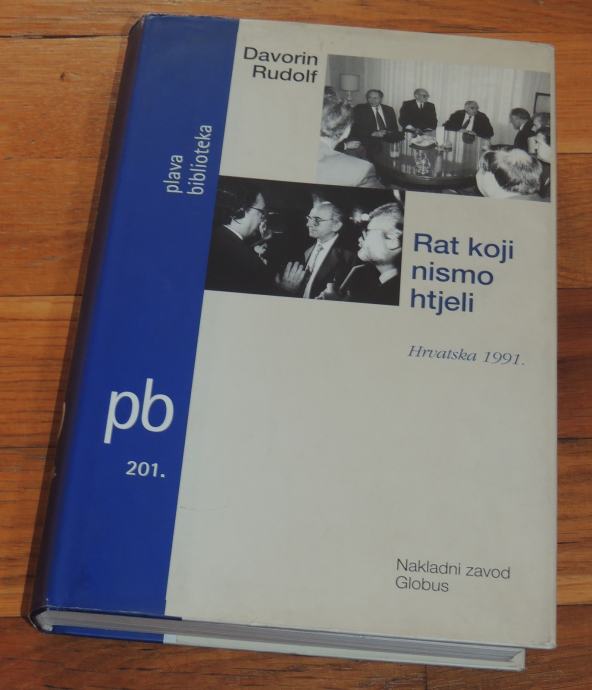 Davorin
Rudolf
plava
biblioteka
Rat koji
nismo
htjeli
Hrvatska 1991.
pb
201.
Nakladni zavod
Globus